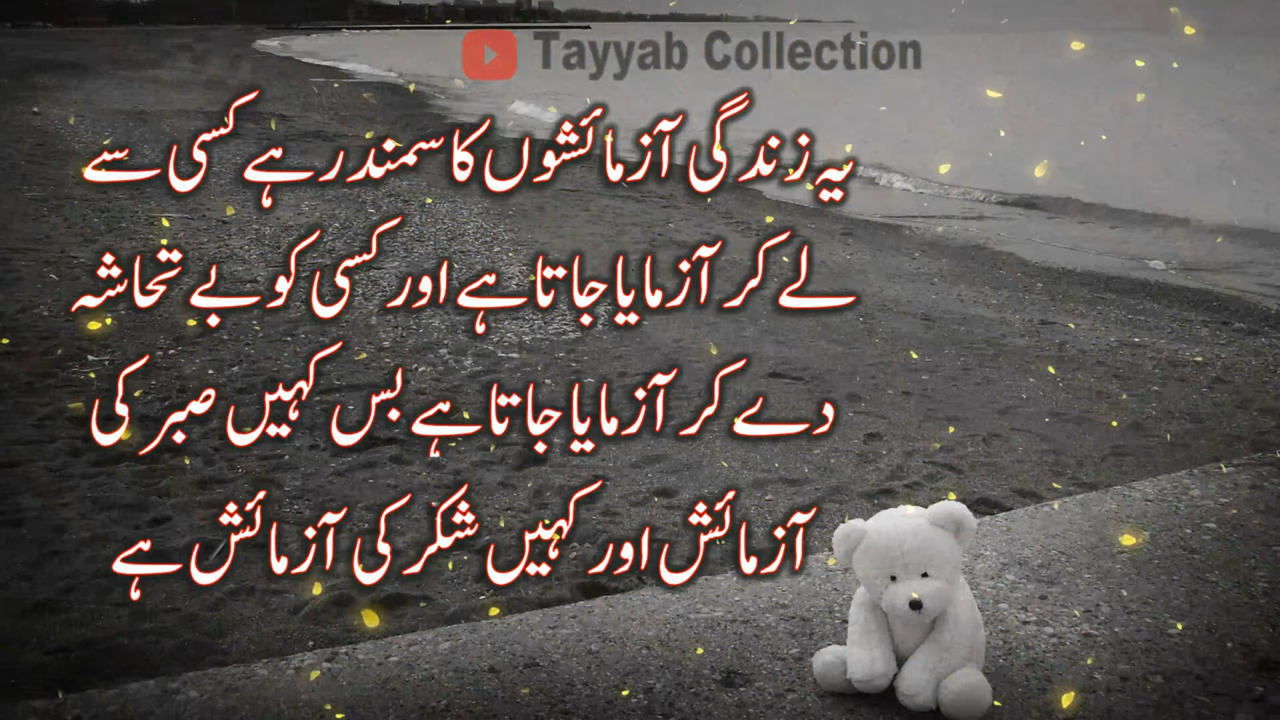 Tayyab Collection
یہ زندگی آزمائشوں کا سمندر ہے کسی سے
لے کر آزمایا جاتا ہے اور کسی کو بے تحاشہ
دے کر آزمایا جاتا ہے بس کہیں صبر کی
آزمائش اور کہیں شکر کی آزمائش ہے